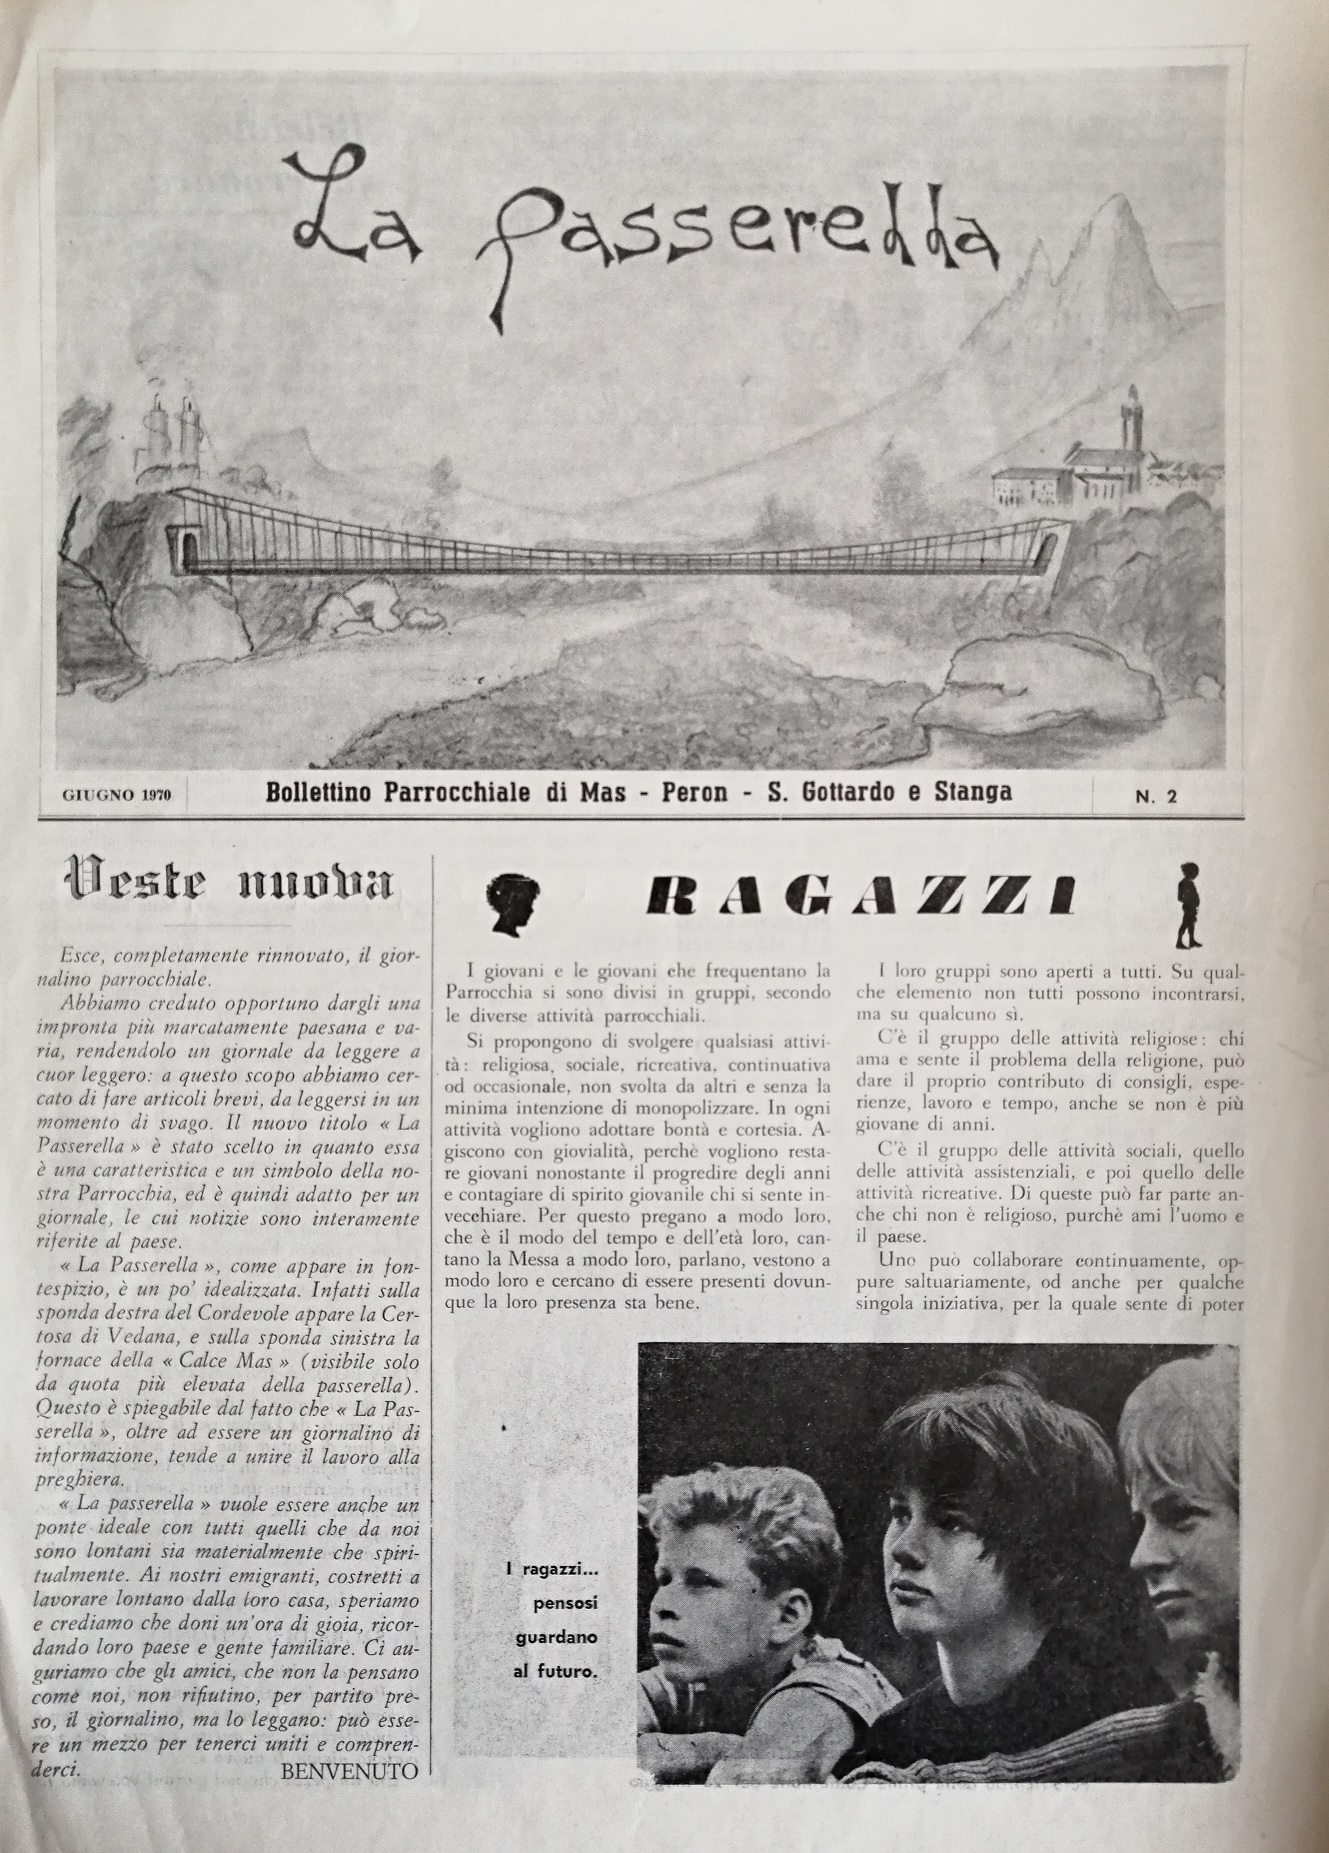 La Passerella
GIUGNO 1970
Bollettino Parrocchiale di Mas - Peron - S. Gottardo e Stanga
N. 2
Veste nuova
Esce, completamente rinnovato, il gior-
nalino parrocchiale.
Abbiamo creduto opportuno dargli una
impronta più marcatamente paesana e va-
ria, rendendolo un giornale da leggere a
cuor leggero: a questo scopo abbiamo cer-
cato di fare articoli brevi, da leggersi in un
momento di svago. Il nuovo titolo « La
Passerella » è stato scelto in quanto essa
è una caratteristica e un simbolo della no-
stra Parrocchia, ed è quindi adatto per un
giornale, le cui notizie sono interamente
riferite al paese.
« La Passerella », come appare in fon-
tespizio, è un po' idealizzata. Infatti sulla
sponda destra del Cordevole appare la Cer-
tosa di Vedana, e sulla sponda sinistra la
fornace della « Calce Mas » (visibile solo
da quota più elevata della passerella).
Questo è spiegabile dal fatto che « La Pas-
serella », oltre ad essere un giornalino di
informazione, tende a unire il lavoro alla
preghiera.
« La passerella » vuole essere anche un
ponte ideale con tutti quelli che da noi
sono lontani sia materialmente che spiri-
tualmente. Ai nostri emigranti, costretti a
lavorare lontano dalla loro casa, speriamo
e crediamo che doni un'ora di gioia, ricor-
dando loro paese e gente familiare. Ci au-
guriamo che gli amici, che non la pensano
come noi, non rifiutino, per partito pre-
so, il giornalino, ma lo leggano: può esse-
re un mezzo per tenerci uniti e compren-
derci. BENVENUTO
RAGAZZI
I giovani e le giovani che frequentano la
Parrocchia si sono divisi in gruppi, secondo
le diverse attività parrocchiali.
Si propongono di svolgere qualsiasi attivi-
tà: religiosa, sociale, ricreativa, continuativa
od occasionale, non svolta da altri e senza la
minima intenzione di monopolizzare. In ogni
attività vogliono adottare bontà e cortesia. A-
giscono con giovialità, perchè vogliono resta-
re giovani nonostante il progredire degli anni
e contagiare di spirito giovanile chi si sente in-
vecchiare. Per questo pregano a modo loro,
che è il modo del tempo e dell'età loro, can-
tano la Messa a modo loro, parlano, vestono a
modo loro e cercano di essere presenti dovun-
que la loro presenza sta bene.
I loro gruppi sono aperti a tutti. Su qual-
che elemento non tutti possono incontrarsi,
ma su qualcuno sì.
C'è il gruppo delle attività religiose: chi
ama e sente il problema della religione, può
dare il proprio contributo di consigli, espe-
rienze, lavoro e tempo, anche se non è più
giovane di anni.
C'è il gruppo delle attività sociali, quello
delle attività assistenziali, e poi quello delle
attività ricreative. Di queste può far parte an-
che chi non è religioso, purchè ami l'uomo e
il paese.
Uno può collaborare continuamente, op-
pure saltuariamente, od anche per qualche
singola iniziativa, per la quale sente di poter
I ragazzi...
pensosi
guardano
al futuro.